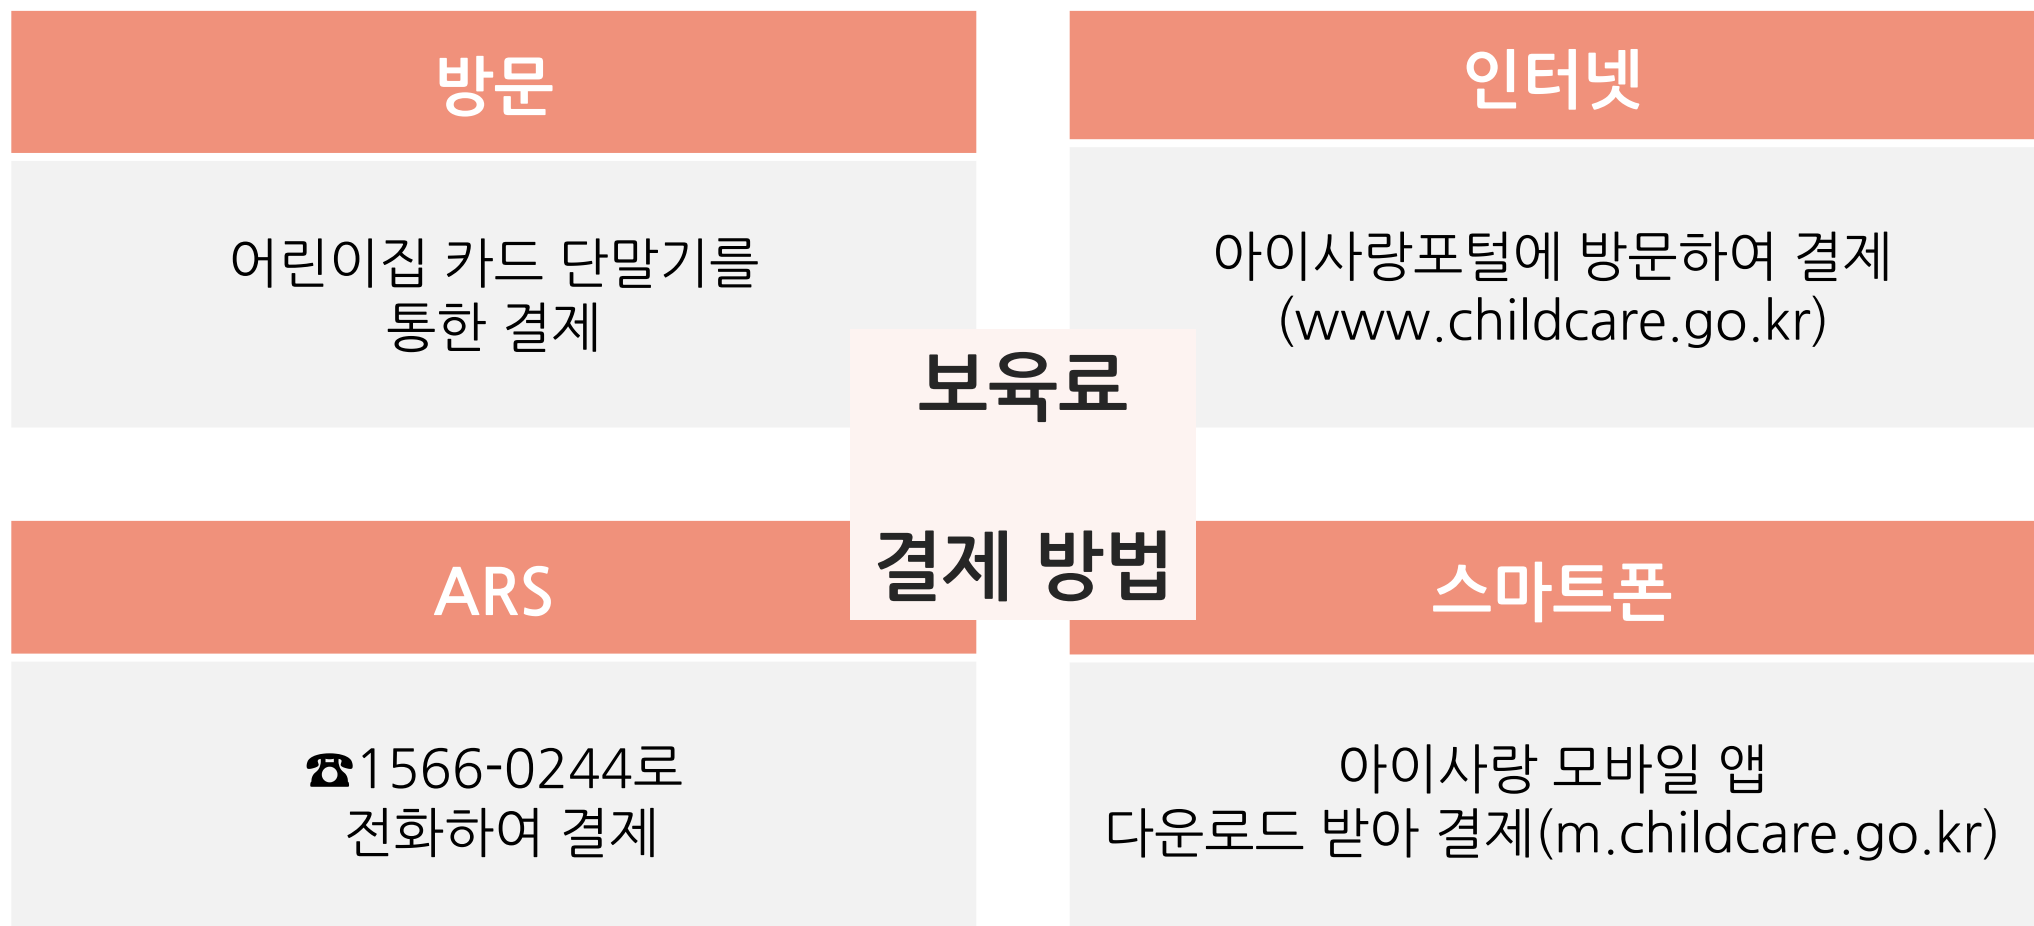 방문
어린이집 카드 단말기를
통한 결제
인터넷
아이사랑포털에 방문하여 결제
(www.childcare.go.kr)
보육료
결제 방법
ARS
☎1566-0244로
전화하여 결제
스마트폰
아이사랑 모바일 앱
다운로드 받아 결제(m.childcare.go.kr)